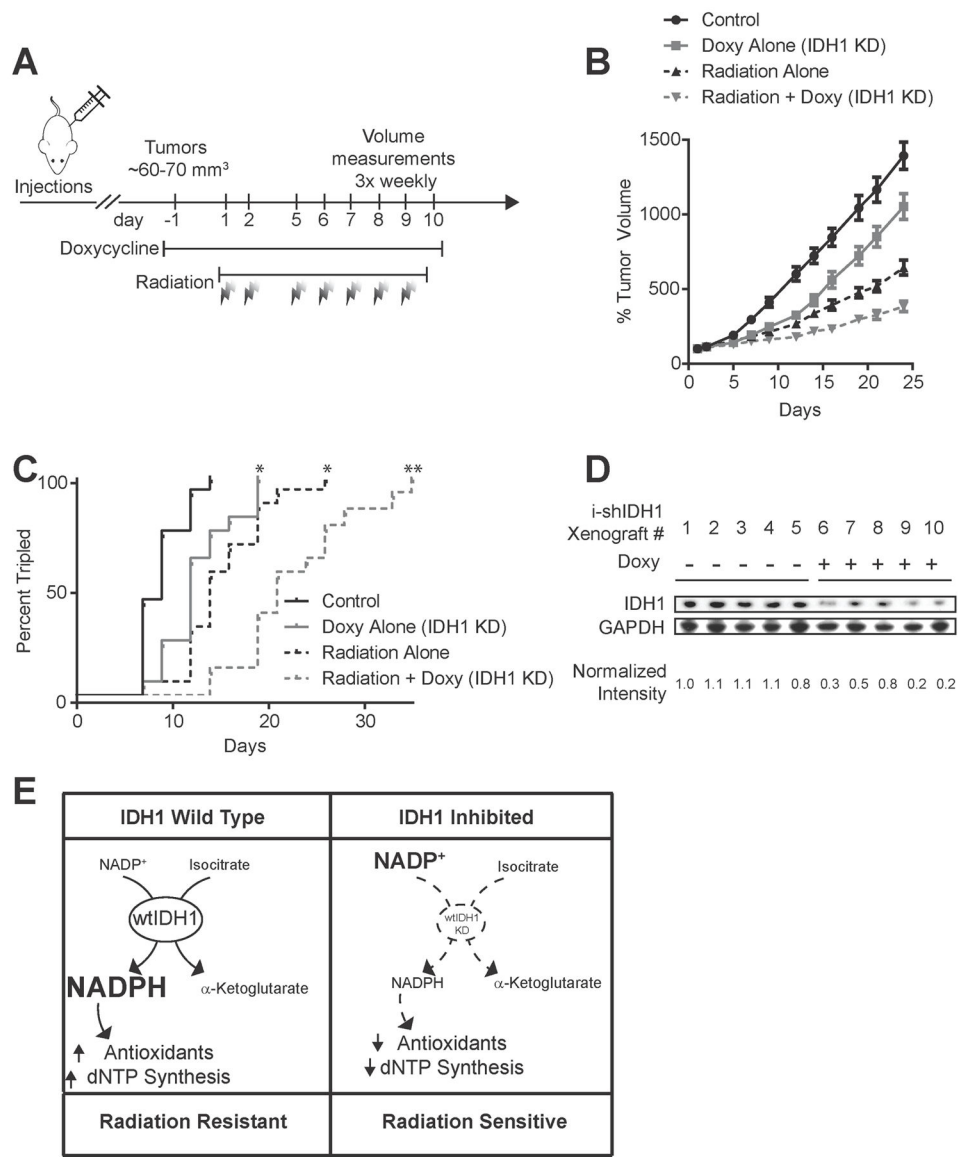 A
Injections
Tumors
~60-70 mm³
Volume
measurements
3x weekly
day -1 1 2 5 6 7 8 9 10
Doxycycline
Radiation
B
Control
Doxy Alone (IDH1 KD)
Radiation Alone
Radiation + Doxy (IDH1 KD)
% Tumor Volume
1500
1000
500
0
0 5 10 15 20 25
Days
C
Percent Tripled
100
50
0
* * **
Control
Doxy Alone (IDH1 KD)
Radiation Alone
Radiation + Doxy (IDH1 KD)
0 10 20 30
Days
D
i-shIDH1
Xenograft # 1 2 3 4 5 6 7 8 9 10
Doxy - - - - - + + + + +
IDH1
GAPDH
Normalized
Intensity 1.0 1.1 1.1 1.1 0.8 0.3 0.5 0.8 0.2 0.2
E
IDH1 Wild Type
NADP⁺ Isocitrate
wtIDH1
NADPH α-Ketoglutarate
Antioxidants
dNTP Synthesis
Radiation Resistant
IDH1 Inhibited
NADP⁺ Isocitrate
wtIDH1
KD
NADPH α-Ketoglutarate
Antioxidants
dNTP Synthesis
Radiation Sensitive